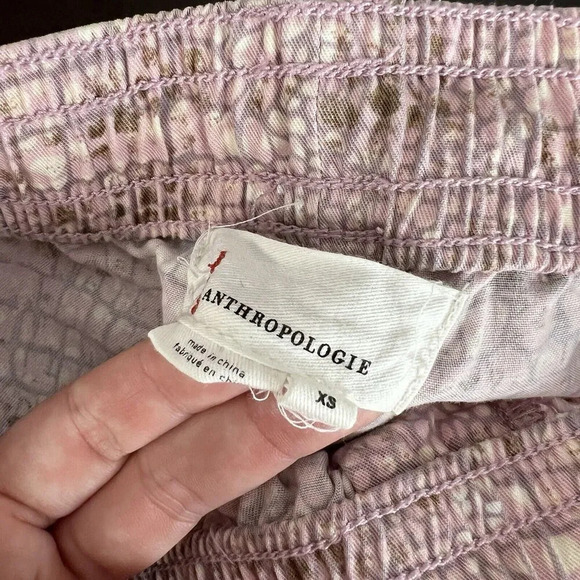 ANTHROPOLOGIE
made in china
fabriqué en
XS